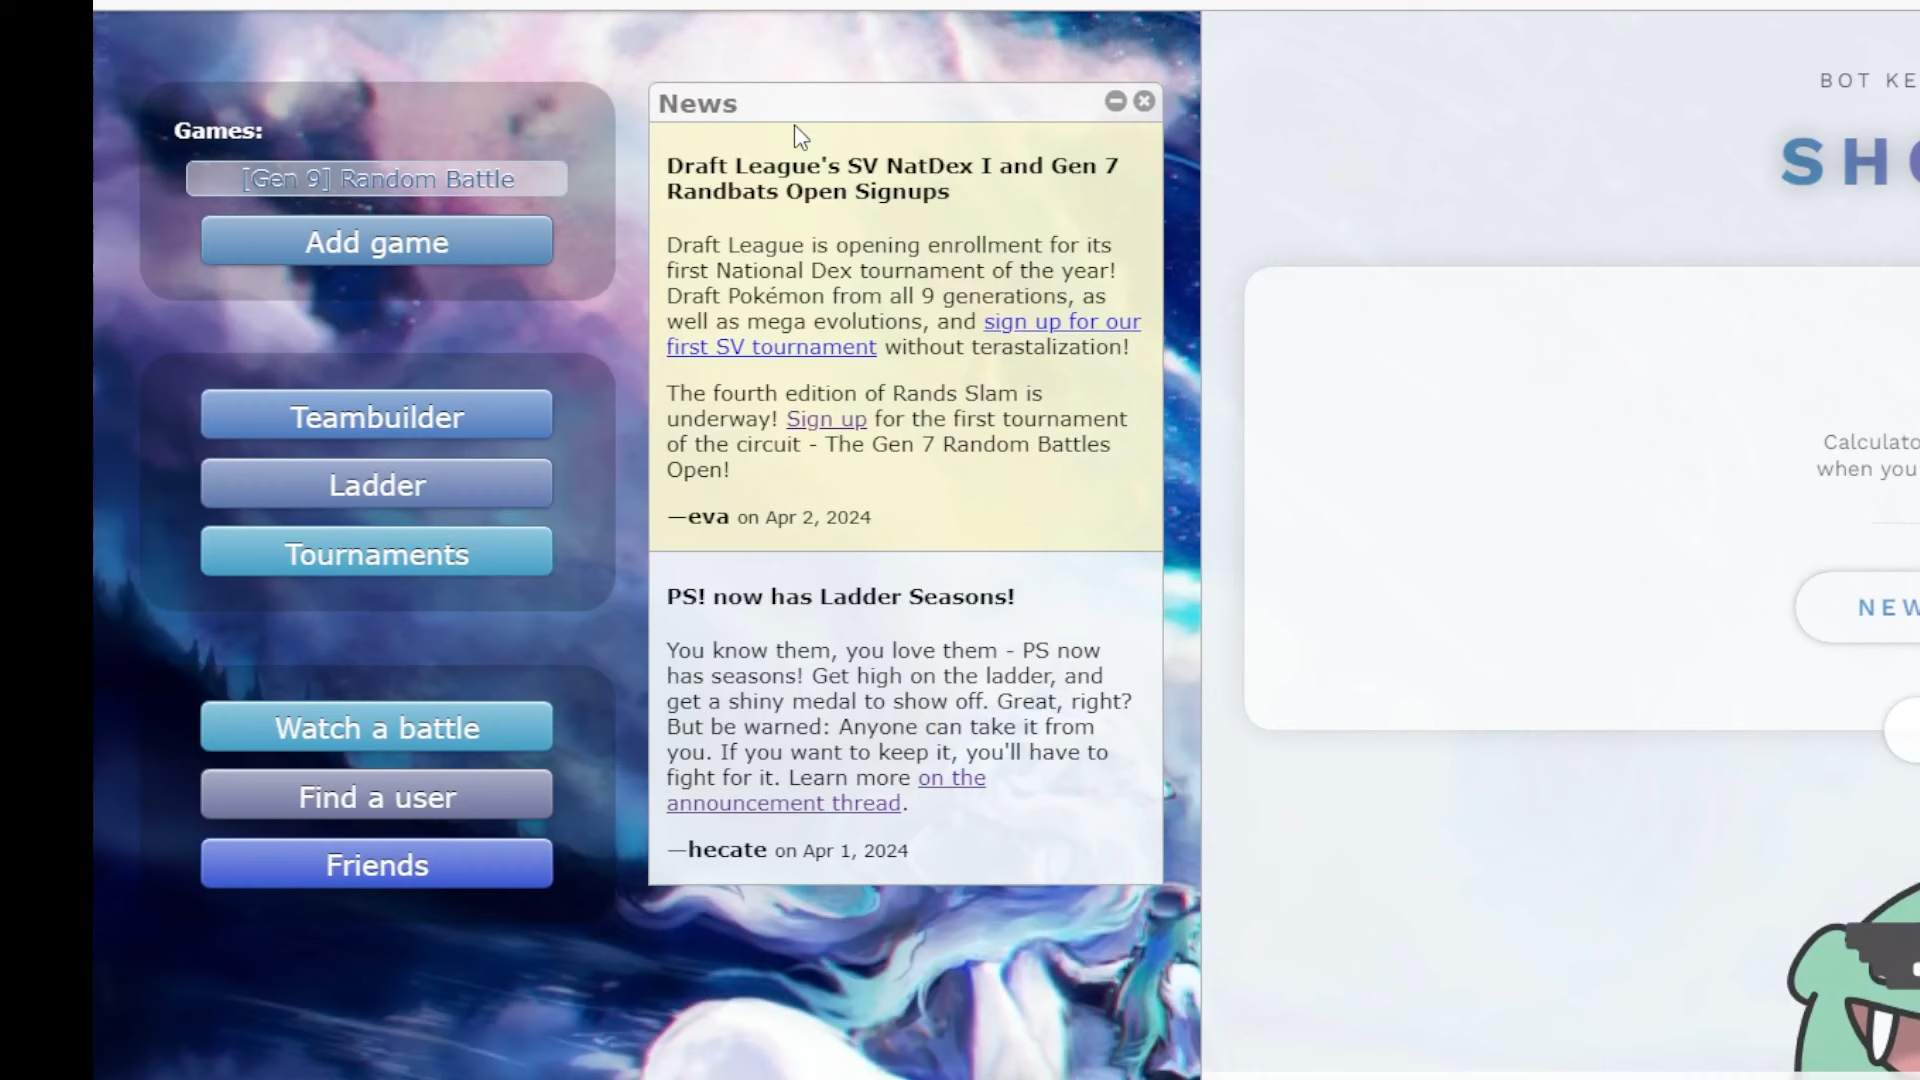 Games:
[Gen 9] Random Battle
Add game
Teambuilder
Ladder
Tournaments
Watch a battle
Find a user
Friends
News
Draft League's SV NatDex I and Gen 7
Randbats Open Signups
Draft League is opening enrollment for its
first National Dex tournament of the year!
Draft Pokémon from all 9 generations, as
well as mega evolutions, and sign up for our
first SV tournament without terastalization!
The fourth edition of Rands Slam is
underway! Sign up for the first tournament
of the circuit - The Gen 7 Random Battles
Open!
—eva on Apr 2, 2024
PS! now has Ladder Seasons!
You know them, you love them - PS now
has seasons! Get high on the ladder, and
get a shiny medal to show off. Great, right?
But be warned: Anyone can take it from
you. If you want to keep it, you'll have to
fight for it. Learn more on the
announcement thread.
—hecate on Apr 1, 2024
BOT KE
SHO
Calculato
when you
NEW